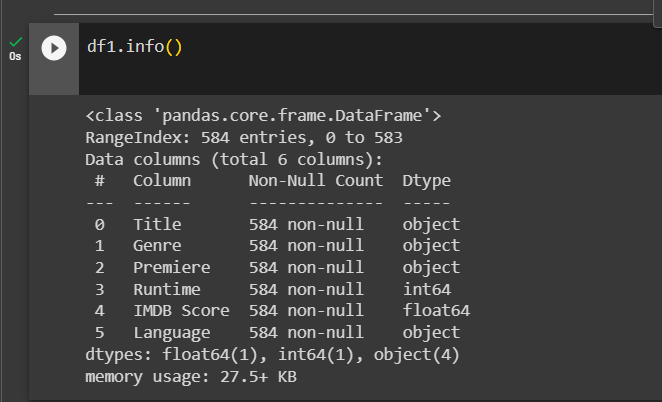 df1.info()
0s
<class 'pandas.core.frame.DataFrame'>
RangeIndex: 584 entries, 0 to 583
Data columns (total 6 columns):
 #   Column      Non-Null Count  Dtype
---  ------      --------------  -----
 0   Title       584 non-null    object
 1   Genre       584 non-null    object
 2   Premiere    584 non-null    object
 3   Runtime     584 non-null    int64
 4   IMDB Score  584 non-null    float64
 5   Language    584 non-null    object
dtypes: float64(1), int64(1), object(4)
memory usage: 27.5+ KB